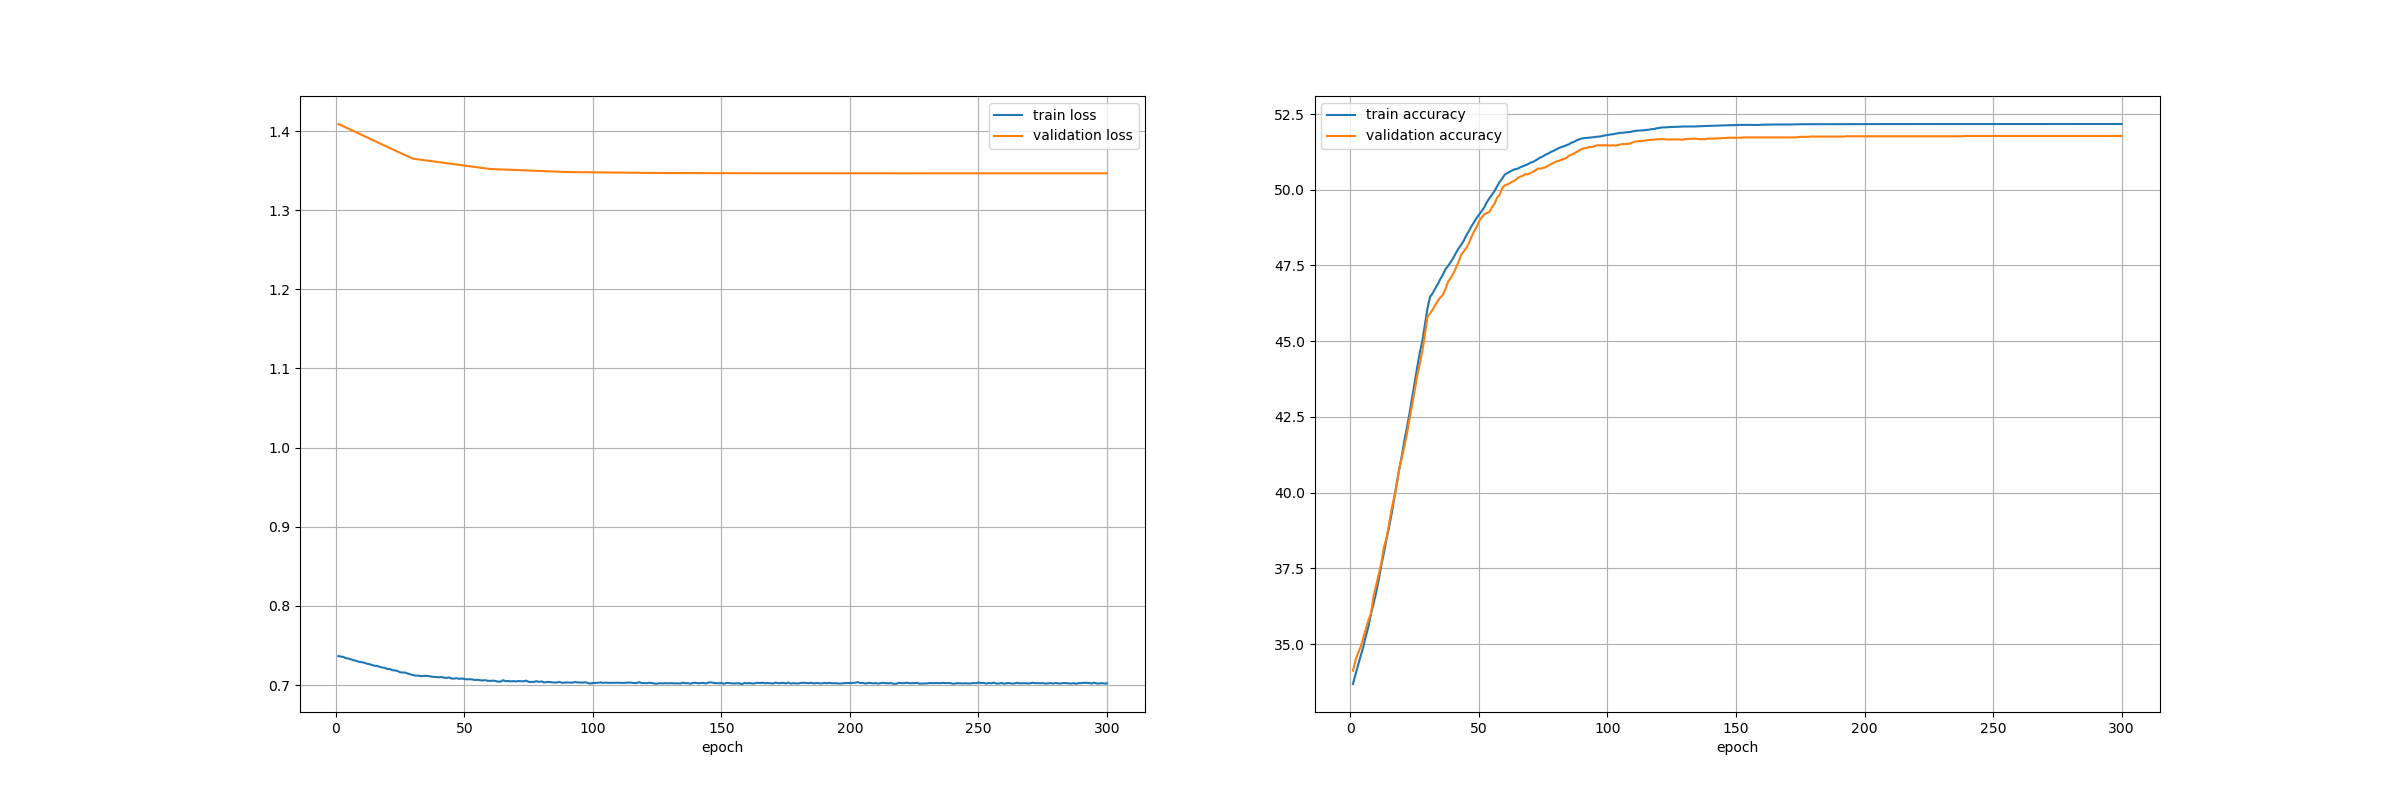 train loss
validation loss
1.4
1.3
1.2
1.1
1.0
0.9
0.8
0.7
0 50 100 150 200 250 300
epoch
train accuracy
validation accuracy
52.5
50.0
47.5
45.0
42.5
40.0
37.5
35.0
0 50 100 150 200 250 300
epoch